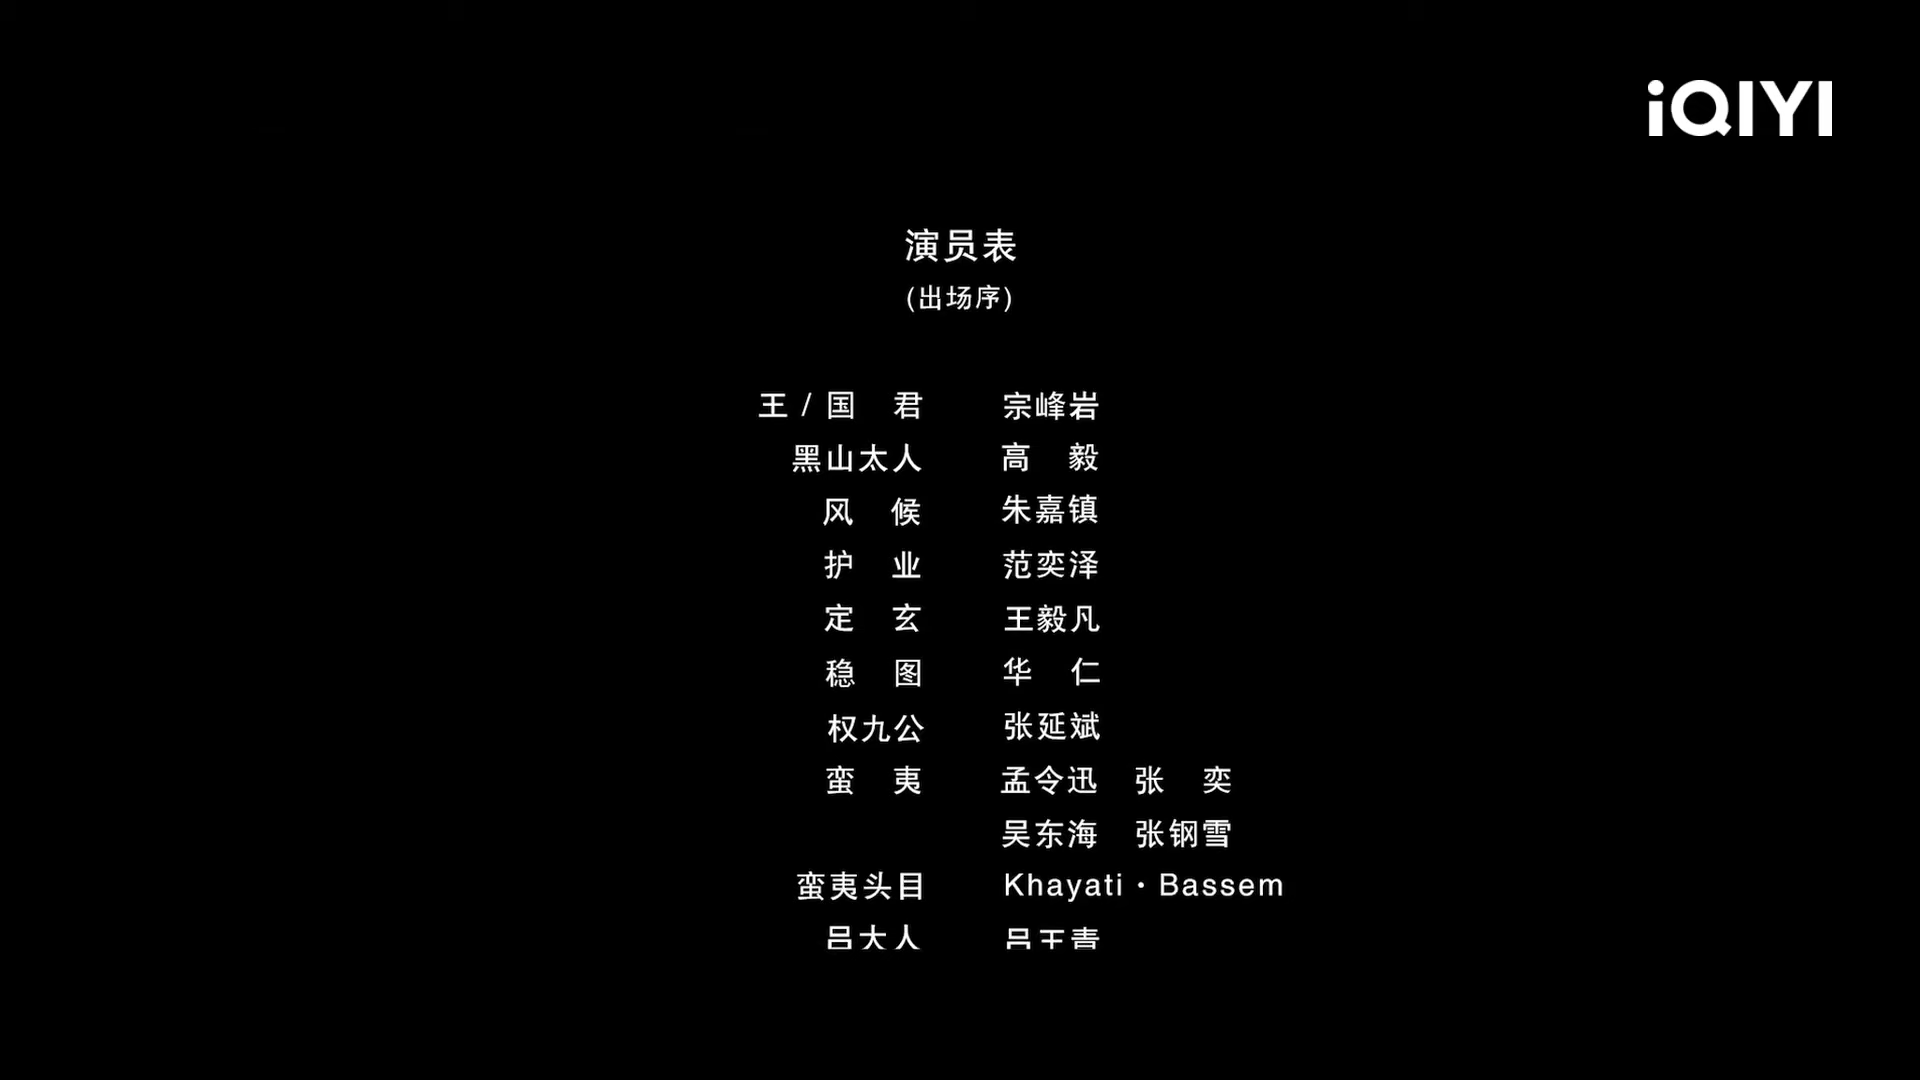 iQIYI
演员表
(出场序)
王/国 君 宗峰岩
黑山太人 高 毅
风 候 朱嘉镇
护 业 范奕泽
定 玄 王毅凡
稳 图 华 仁
权九公 张延斌
蛮 夷 孟令迅 张 奕
吴东海 张钢雪
蛮夷头目 Khayati·Bassem
吕大人